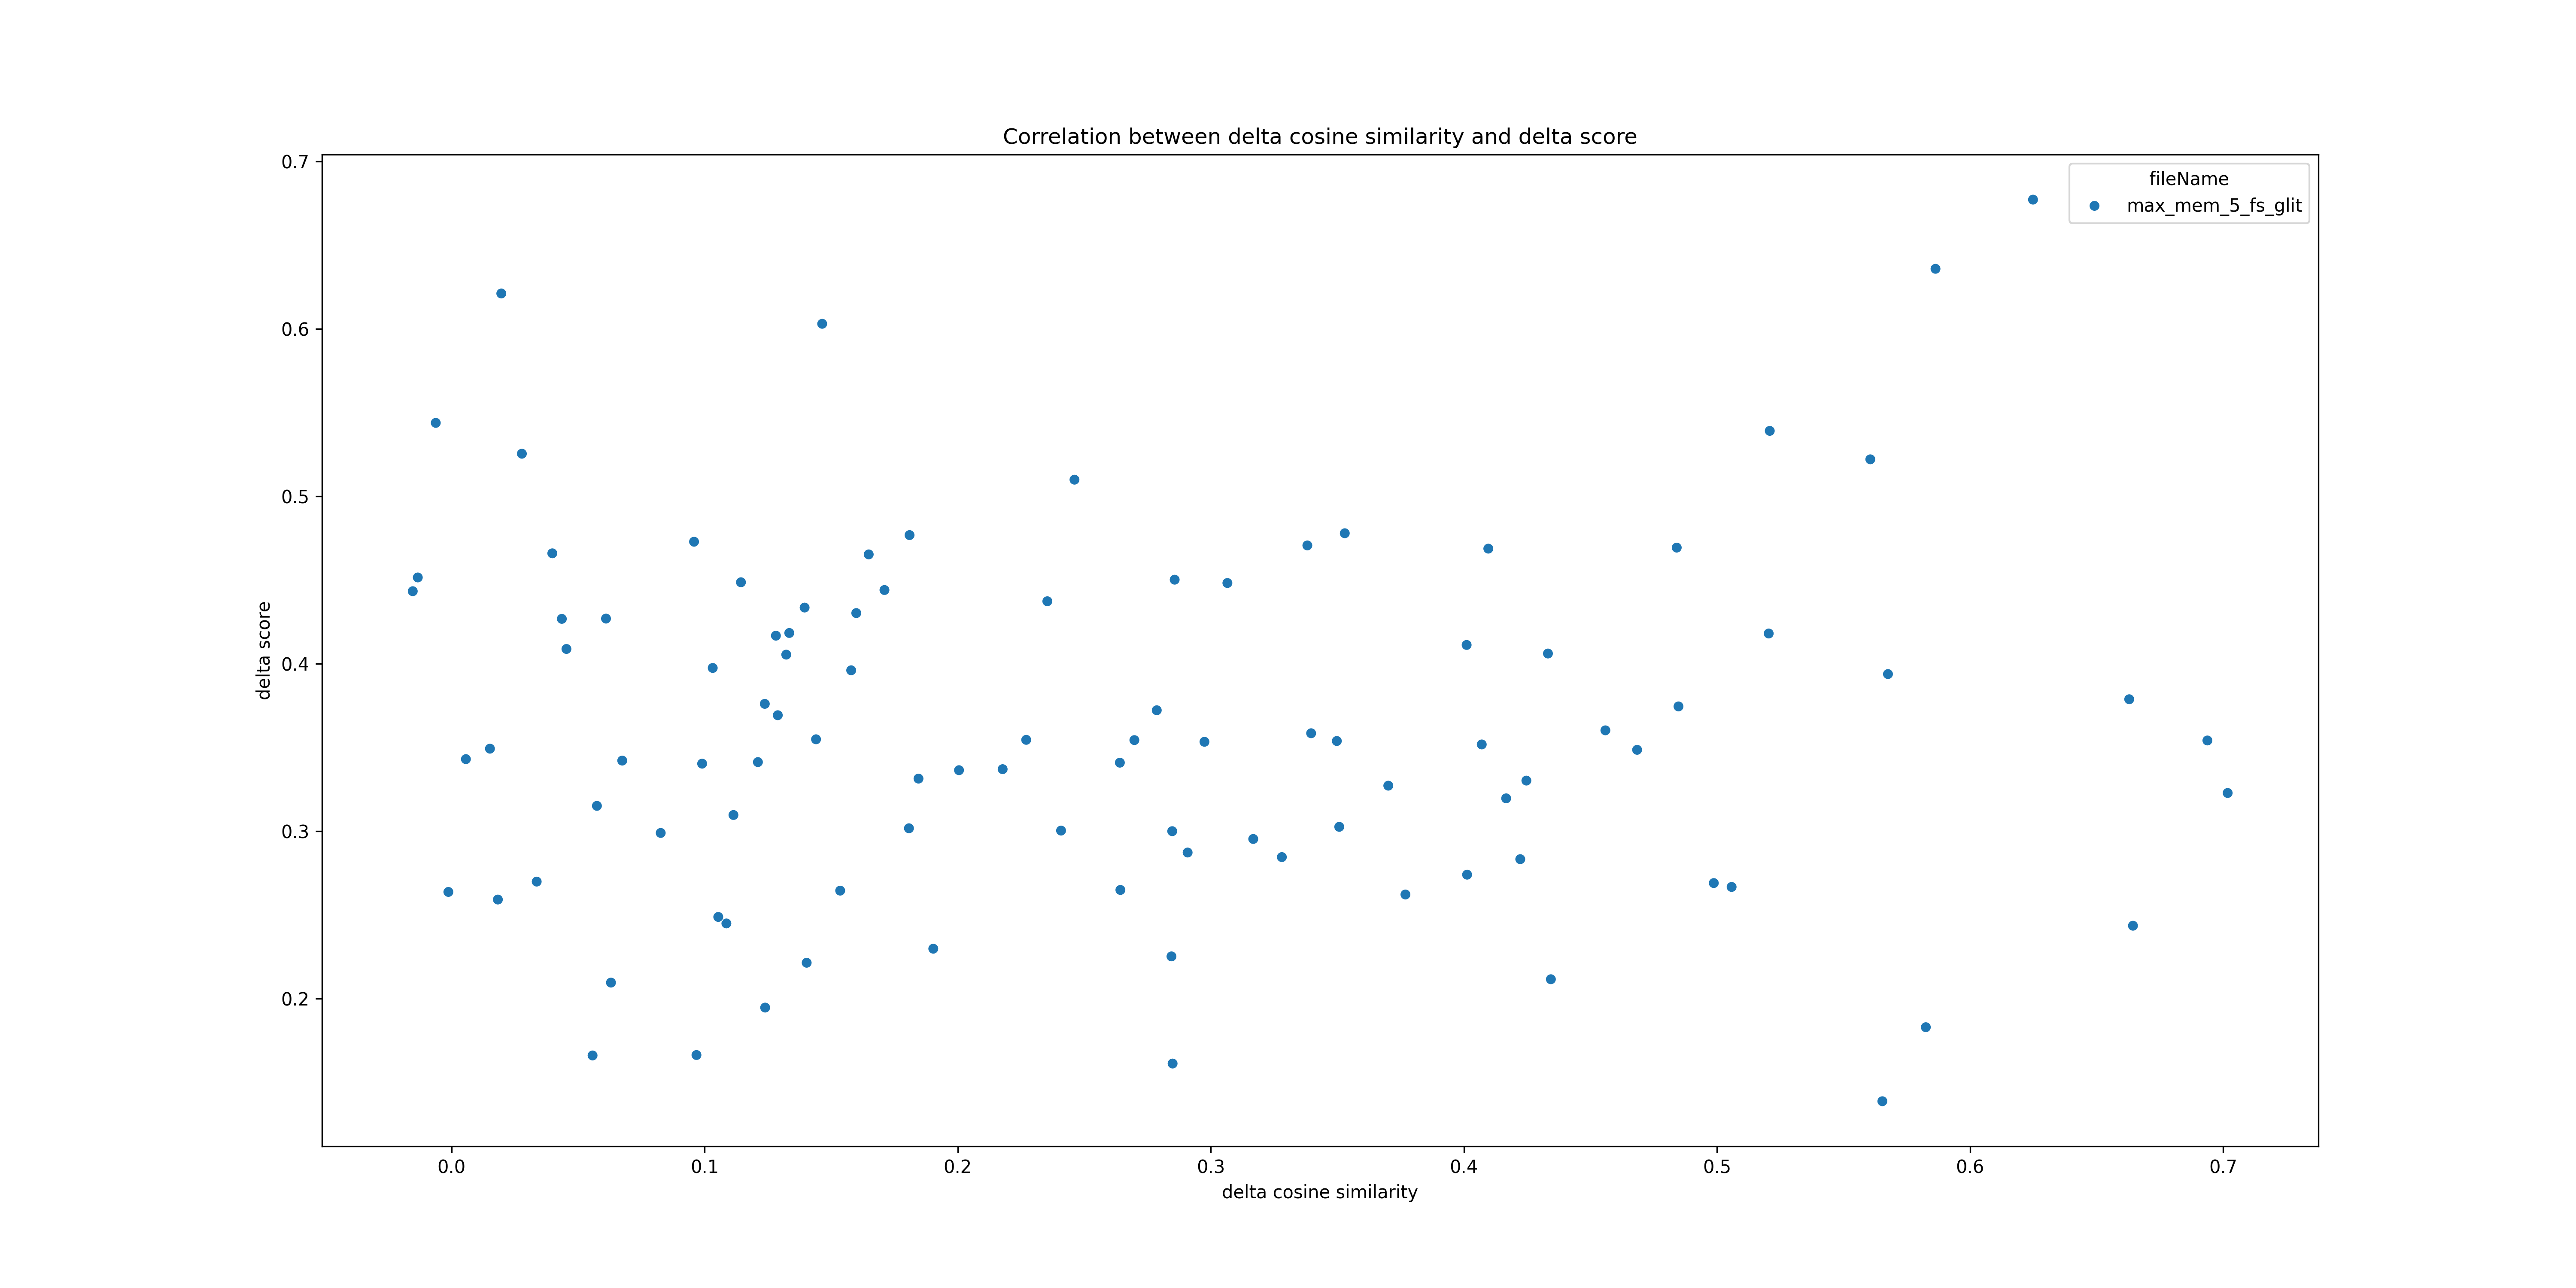 Correlation between delta cosine similarity and delta score
fileName
max_mem_5_fs_glit
0.7
0.6
0.5
0.4
0.3
0.2
delta score
0.0 0.1 0.2 0.3 0.4 0.5 0.6 0.7
delta cosine similarity